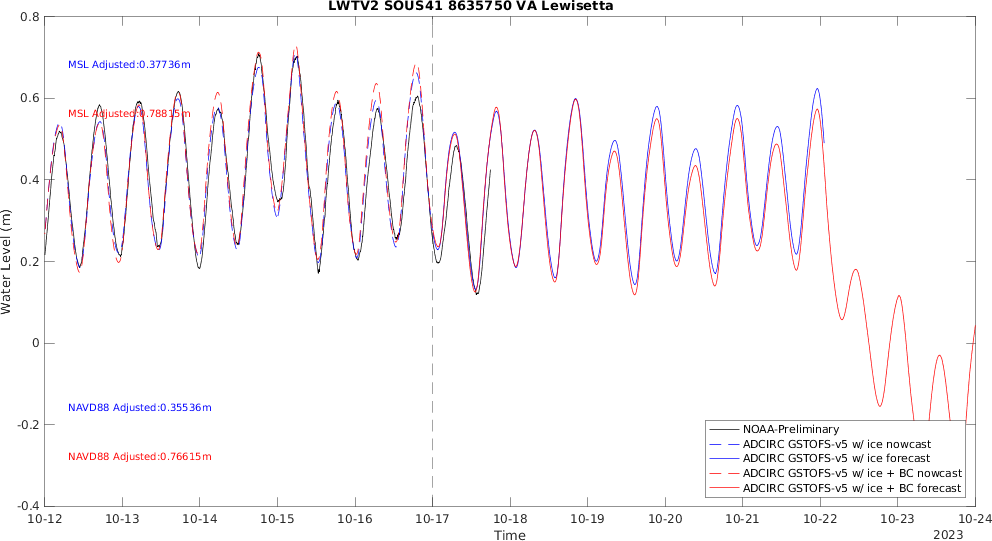 LWTV2 SOUS41 8635750 VA Lewisetta
0.8
0.6
0.4
0.2
0
-0.2
-0.4
Water Level (m)
MSL Adjusted:0.37736m
MSL Adjusted:0.78815m
NAVD88 Adjusted:0.35536m
NAVD88 Adjusted:0.76615m
NOAA-Preliminary
ADCIRC GSTOFS-v5 w/ ice nowcast
ADCIRC GSTOFS-v5 w/ ice forecast
ADCIRC GSTOFS-v5 w/ ice + BC nowcast
ADCIRC GSTOFS-v5 w/ ice + BC forecast
10-12 10-13 10-14 10-15 10-16 10-17 10-18 10-19 10-20 10-21 10-22 10-23 10-24
Time
2023